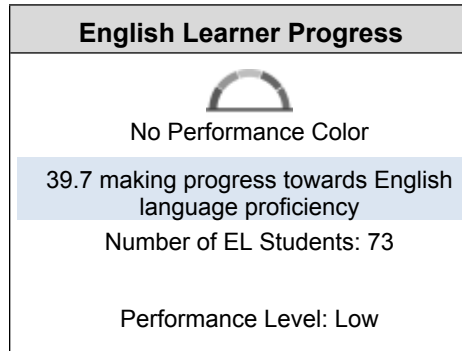 English Learner Progress
No Performance Color
39.7 making progress towards English
language proficiency
Number of EL Students: 73
Performance Level: Low